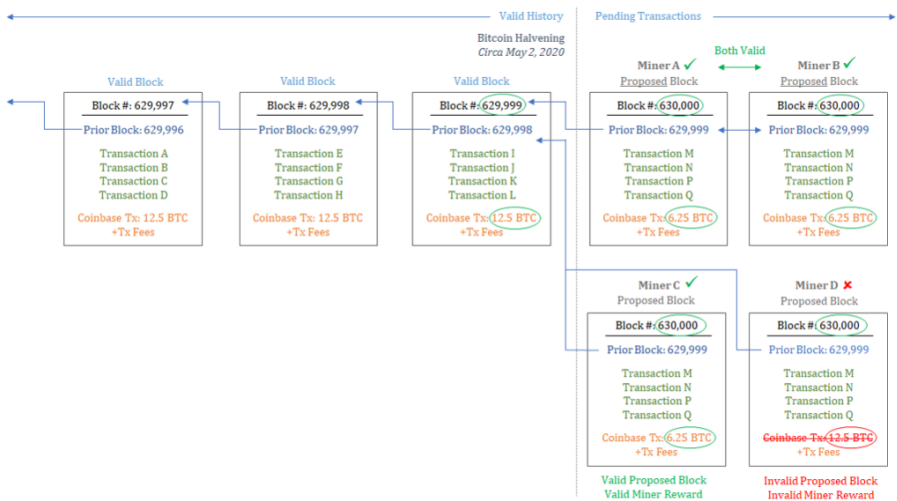 Valid History
Pending Transactions
Bitcoin Halvening
Circa May 2, 2020
Both Valid
Miner A ✓
Proposed Block
Miner B ✓
Proposed Block
Valid Block
Block #: 629,997
Prior Block: 629,996
Transaction A
Transaction B
Transaction C
Transaction D
Coinbase Tx: 12.5 BTC
+Tx Fees
Valid Block
Block #: 629,998
Prior Block: 629,997
Transaction E
Transaction F
Transaction G
Transaction H
Coinbase Tx: 12.5 BTC
+Tx Fees
Valid Block
Block #: 629,999
Prior Block: 629,998
Transaction I
Transaction J
Transaction K
Transaction L
Coinbase Tx: 12.5 BTC
+Tx Fees
Block #: 630,000
Prior Block: 629,999
Transaction M
Transaction N
Transaction P
Transaction Q
Coinbase Tx: 6.25 BTC
+Tx Fees
Block #: 630,000
Prior Block: 629,999
Transaction M
Transaction N
Transaction P
Transaction Q
Coinbase Tx: 6.25 BTC
+Tx Fees
Miner C ✓
Proposed Block
Block #: 630,000
Prior Block: 629,999
Transaction M
Transaction N
Transaction P
Transaction Q
Coinbase Tx: 6.25 BTC
+Tx Fees
Valid Proposed Block
Valid Miner Reward
Miner D ✘
Proposed Block
Block #: 630,000
Prior Block: 629,999
Transaction M
Transaction N
Transaction P
Transaction Q
Coinbase Tx: 12.5 BTC
+Tx Fees
Invalid Proposed Block
Invalid Miner Reward